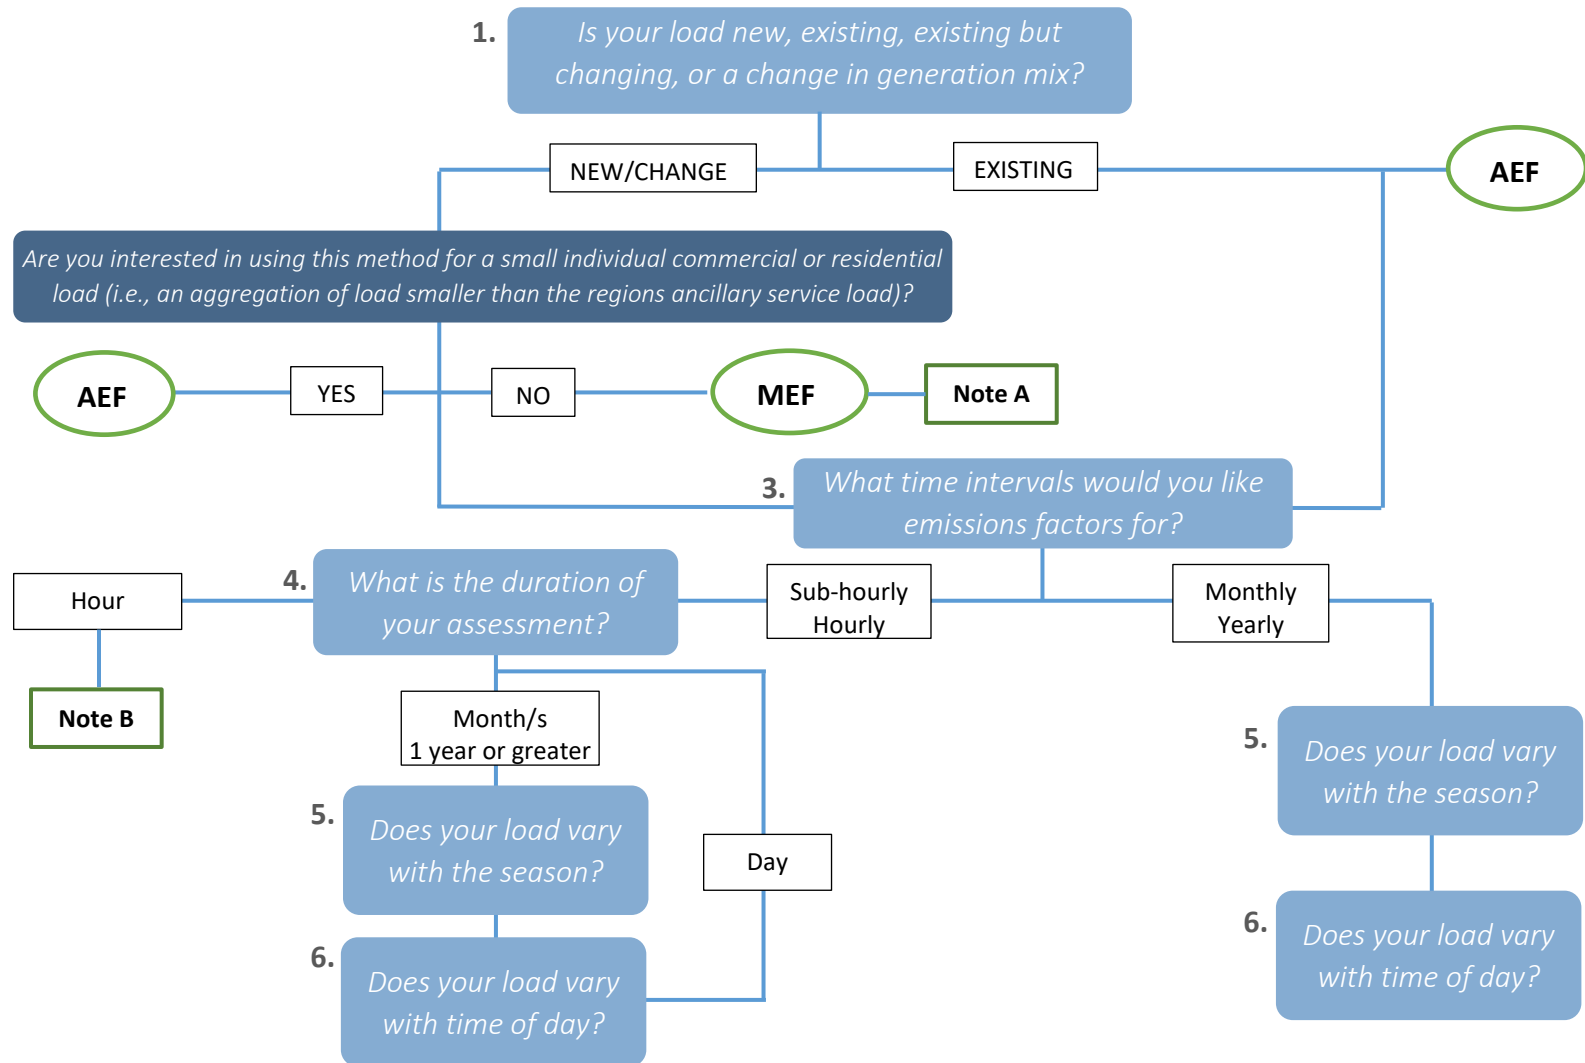 1.
Is your load new, existing, existing but
changing, or a change in generation mix?
NEW/CHANGE
EXISTING
AEF
Are you interested in using this method for a small individual commercial or residential
load (i.e., an aggregation of load smaller than the regions ancillary service load)?
AEF
YES
NO
MEF
Note A
3.
What time intervals would you like
emissions factors for?
Hour
4.
What is the duration of
your assessment?
Sub-hourly
Hourly
Monthly
Yearly
Note B
Month/s
1 year or greater
5.
Does your load vary
with the season?
Day
6.
Does your load vary
with time of day?
5.
Does your load vary
with the season?
6.
Does your load vary
with time of day?